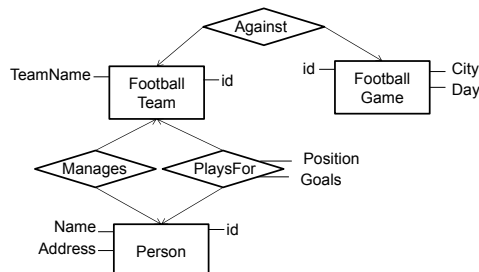 Against
TeamName
Football
Team
id
id
Football
Game
City
Day
Manages
PlaysFor
Position
Goals
Name
Address
Person
id